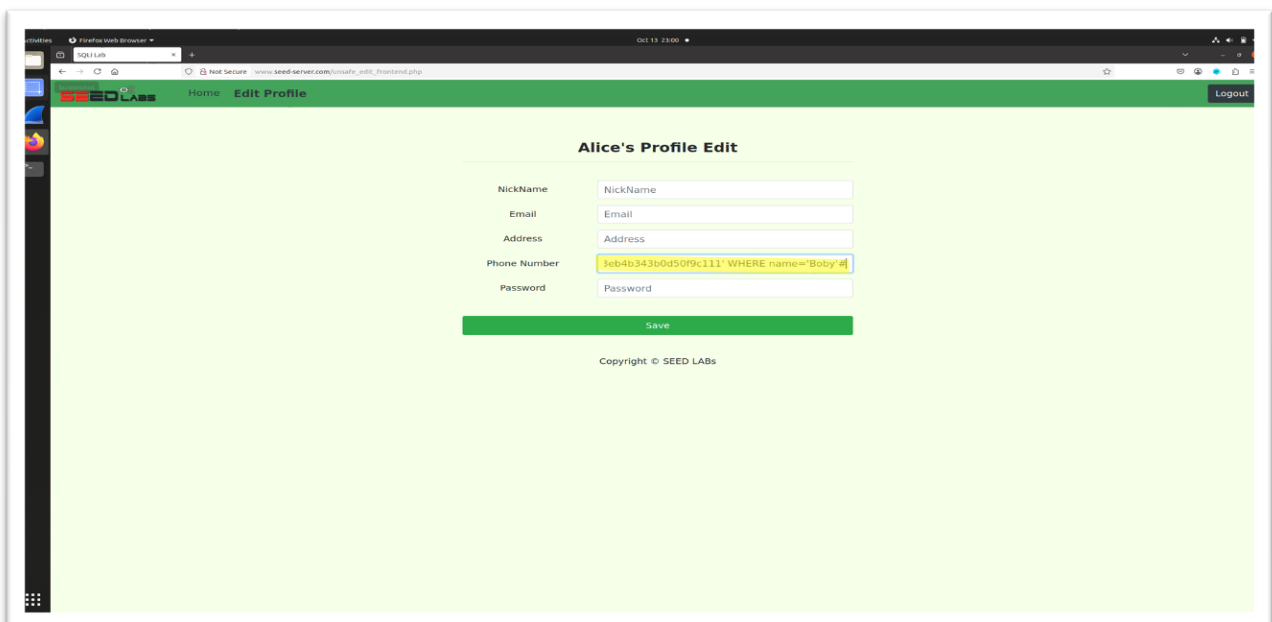 Activities Firefox Web Browser Oct 13 23:00
SQLi Lab
Not Secure www.seed-server.com/unsafe_edit_frontend.php
SEEDLABS Home Edit Profile Logout
Alice's Profile Edit
NickName NickName
Email Email
Address Address
Phone Number 3eb4b343b0d50f9c111' WHERE name='Boby'#
Password Password
Save
Copyright © SEED LABs